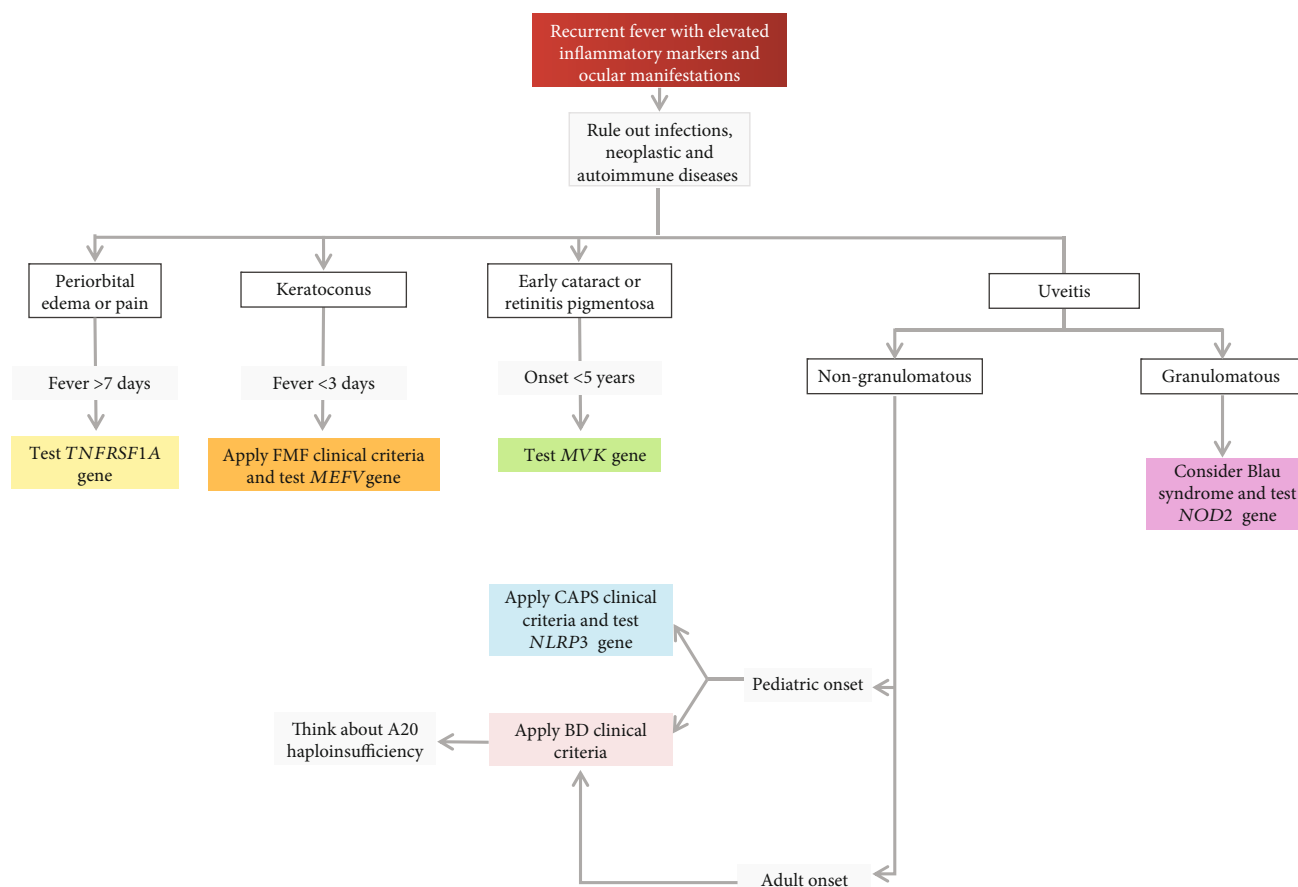 Recurrent fever with elevated
inflammatory markers and
ocular manifestations
Rule out infections,
neoplastic and
autoimmune diseases
Periorbital
edema or pain
Keratoconus
Early cataract or
retinitis pigmentosa
Uveitis
Fever >7 days
Fever <3 days
Onset <5 years
Non-granulomatous
Granulomatous
Test TNFRSF1A
gene
Apply FMF clinical criteria
and test MEFV gene
Test MVK gene
Consider Blau
syndrome and test
NOD2 gene
Apply CAPS clinical
criteria and test
NLRP3 gene
Pediatric onset
Think about A20
haploinsufficiency
Apply BD clinical
criteria
Adult onset